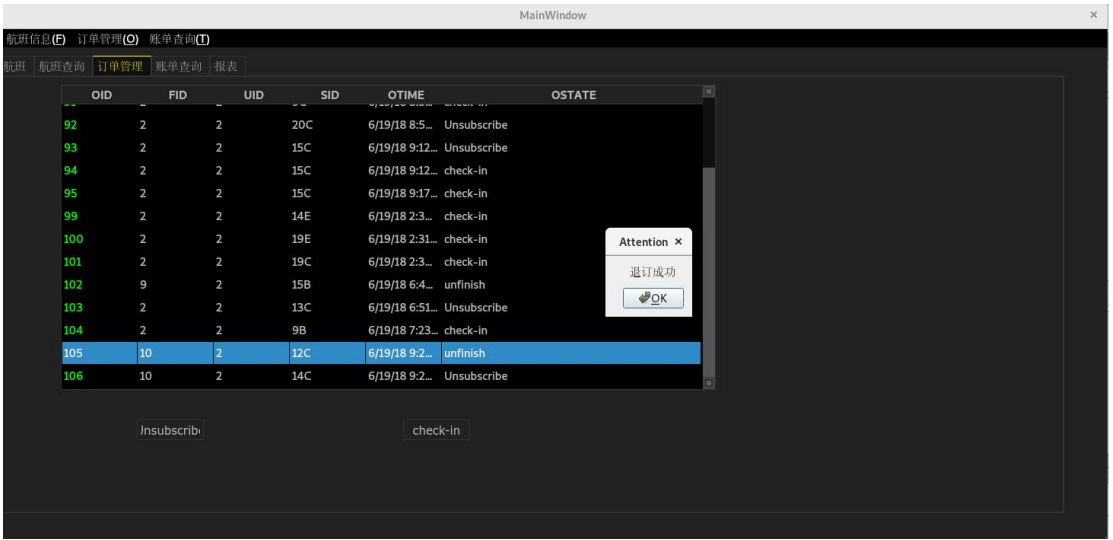 MainWindow ×
航班信息(F) 订单管理(O) 账单查询(T)
航班 航班查询 订单管理 账单查询 报表
OID FID UID SID OTIME OSTATE
92 2 2 20C 6/19/18 8:5... Unsubscribe
93 2 2 15C 6/19/18 9:12... Unsubscribe
94 2 2 15C 6/19/18 9:12... check-in
95 2 2 15C 6/19/18 9:17... check-in
99 2 2 14E 6/19/18 2:3... check-in
100 2 2 19E 6/19/18 2:31... check-in
101 2 2 19C 6/19/18 2:3... check-in
102 9 2 15B 6/19/18 6:4... unfinish
103 2 2 13C 6/19/18 6:51... Unsubscribe
104 2 2 9B 6/19/18 7:23... check-in
105 10 2 12C 6/19/18 9:2... unfinish
106 10 2 14C 6/19/18 9:2... Unsubscribe
Attention ×
退订成功
OK
Unsubscribe check-in